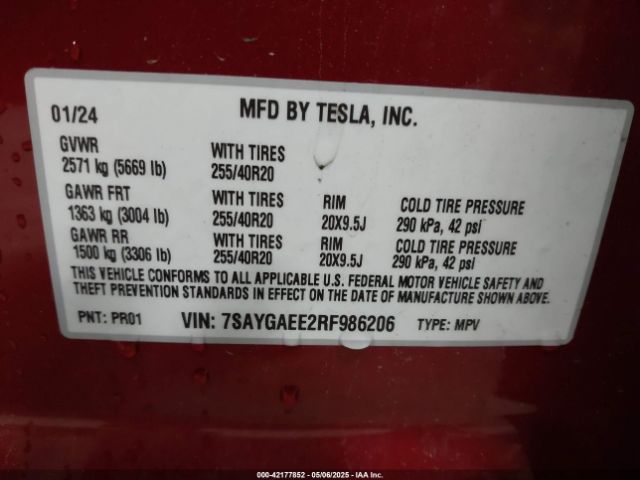 01/24 MFD BY TESLA, INC.
GVWR WITH TIRES
2571 kg (5669 lb) 255/40R20
GAWR FRT WITH TIRES RIM COLD TIRE PRESSURE
1363 kg (3004 lb) 255/40R20 20X9.5J 290 kPa, 42 psi
GAWR RR WITH TIRES RIM COLD TIRE PRESSURE
1500 kg (3306 lb) 255/40R20 20X9.5J 290 kPa, 42 psi
THIS VEHICLE CONFORMS TO ALL APPLICABLE U.S. FEDERAL MOTOR VEHICLE SAFETY AND
THEFT PREVENTION STANDARDS IN EFFECT ON THE DATE OF MANUFACTURE SHOWN ABOVE.
PNT: PR01 VIN: 7SAYGAEE2RF986206 TYPE: MPV
000-42177852 - 05/06/2025 - IAA Inc.